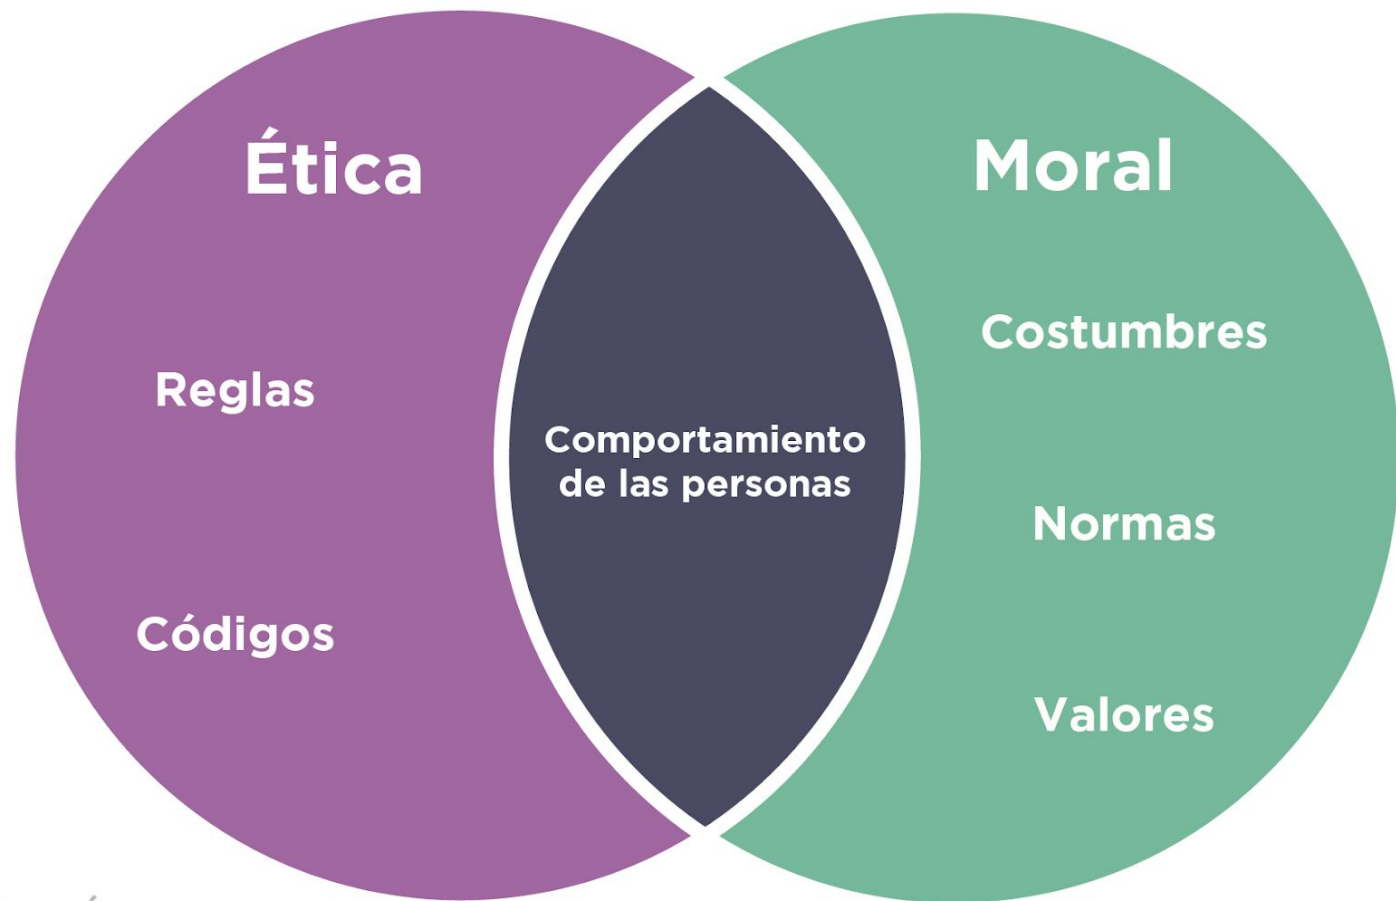 Ética
Reglas
Códigos
Comportamiento
de las personas
Moral
Costumbres
Normas
Valores